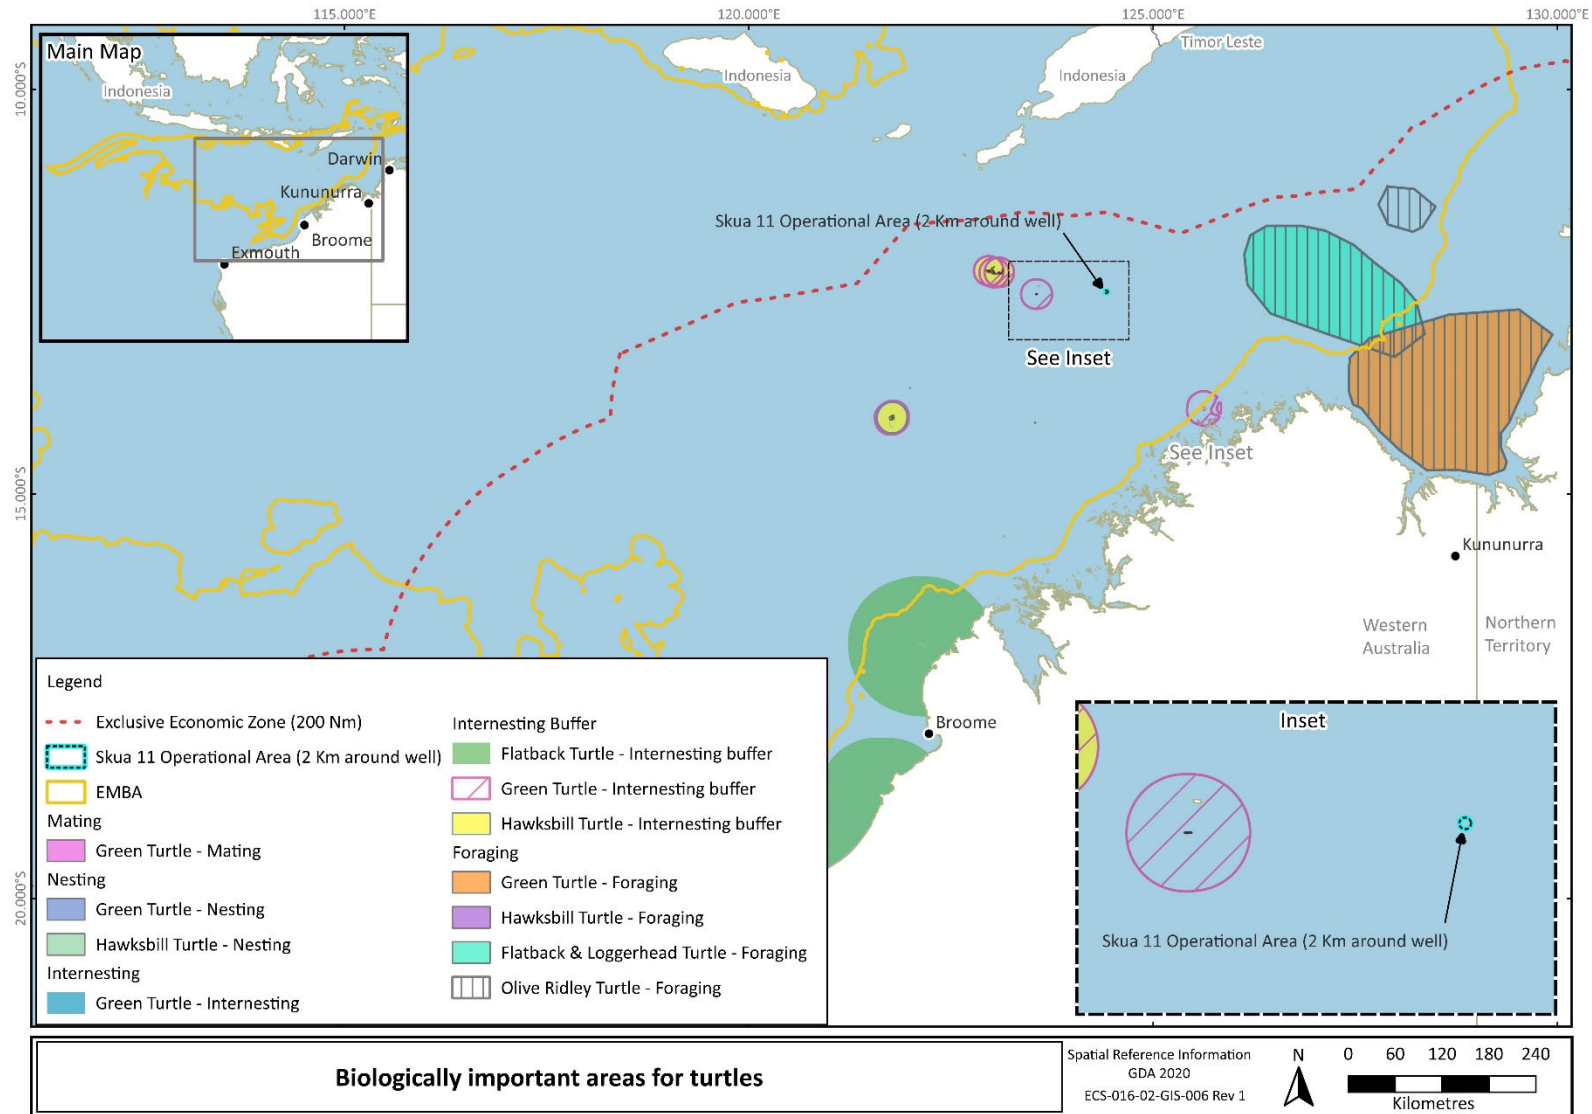 115.000°E
120.000°E
125.000°E
130.000°E
10.000°S
15.000°S
20.000°S
Main Map
Indonesia
Darwin
Kununurra
Broome
Exmouth
Indonesia
Indonesia
Timor Leste
Skua 11 Operational Area (2 Km around well)
See Inset
See Inset
Kununurra
Western
Australia
Northern
Territory
Broome
Legend
Exclusive Economic Zone (200 Nm)
Skua 11 Operational Area (2 Km around well)
EMBA
Mating
Green Turtle - Mating
Nesting
Green Turtle - Nesting
Hawksbill Turtle - Nesting
Internesting
Green Turtle - Internesting
Internesting Buffer
Flatback Turtle - Internesting buffer
Green Turtle - Internesting buffer
Hawksbill Turtle - Internesting buffer
Foraging
Green Turtle - Foraging
Hawksbill Turtle - Foraging
Flatback & Loggerhead Turtle - Foraging
Olive Ridley Turtle - Foraging
Inset
Skua 11 Operational Area (2 Km around well)
Biologically important areas for turtles
Spatial Reference Information
GDA 2020
ECS-016-02-GIS-006 Rev 1
N
0 60 120 180 240
Kilometres